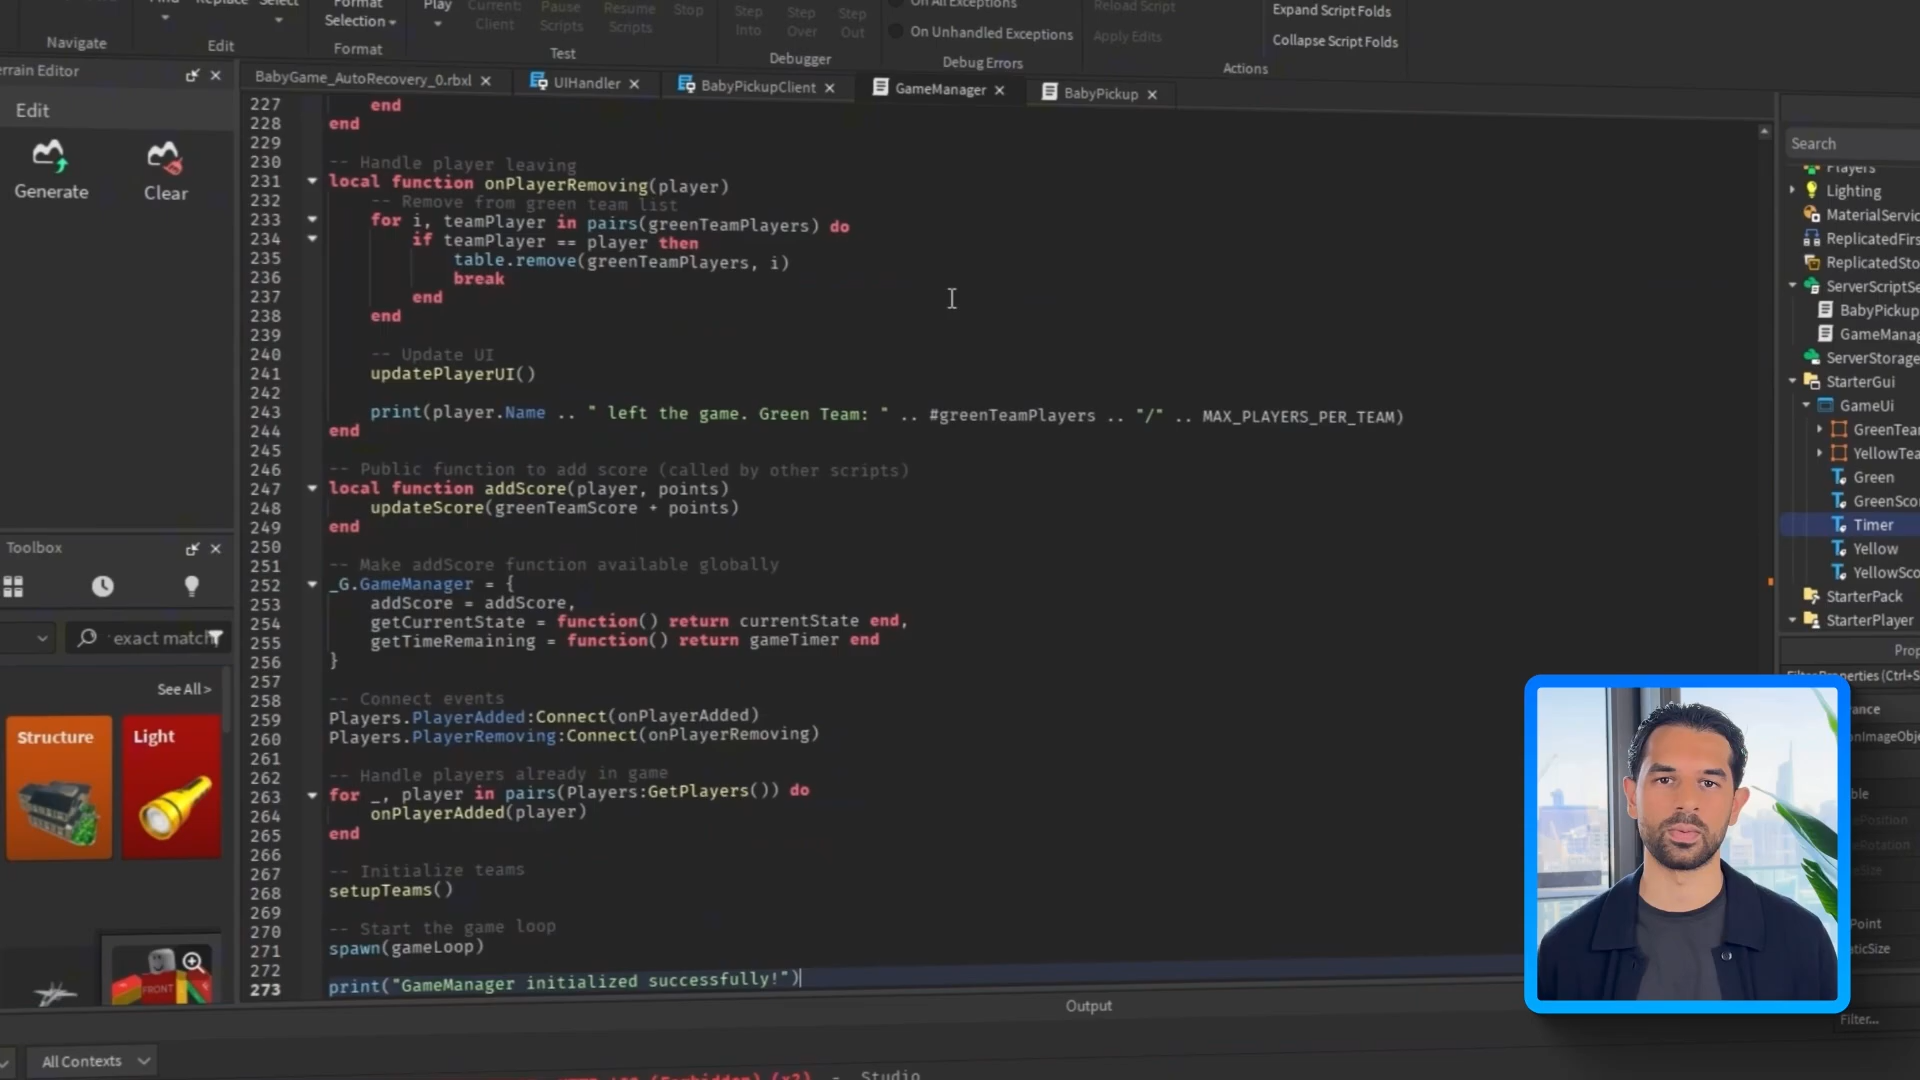 Navigate
Edit
Format
Selection
Format
Play
Current
Client
Pause
Scripts
Resume
Scripts
Stop
Test
Step
Into
Step
Over
Step
Out
Debugger
On All Exceptions
On Unhandled Exceptions
Debug Errors
Reload Script
Apply Edits
Expand Script Folds
Collapse Script Folds
Actions
rrain Editor
Edit
Generate
Clear
BabyGame_AutoRecovery_0.rbxl
UIHandler
BabyPickupClient
GameManager
BabyPickup
227 end
228 end
229
230 -- Handle player leaving
231 local function onPlayerRemoving(player)
232 -- Remove from green team list
233 for i, teamPlayer in pairs(greenTeamPlayers) do
234 if teamPlayer == player then
235 table.remove(greenTeamPlayers, i)
236 break
237 end
238 end
239
240 -- Update UI
241 updatePlayerUI()
242
243 print(player.Name .. " left the game. Green Team: " .. #greenTeamPlayers .. "/" .. MAX_PLAYERS_PER_TEAM)
244 end
245
246 -- Public function to add score (called by other scripts)
247 local function addScore(player, points)
248 updateScore(greenTeamScore + points)
249 end
250
251 -- Make addScore function available globally
252 _G.GameManager = {
253 addScore = addScore,
254 getCurrentState = function() return currentState end,
255 getTimeRemaining = function() return gameTimer end
256 }
257
258 -- Connect events
259 Players.PlayerAdded:Connect(onPlayerAdded)
260 Players.PlayerRemoving:Connect(onPlayerRemoving)
261
262 -- Handle players already in game
263 for _, player in pairs(Players:GetPlayers()) do
264 onPlayerAdded(player)
265 end
266
267 -- Initialize teams
268 setupTeams()
269
270 -- Start the game loop
271 spawn(gameLoop)
272
273 print("GameManager initialized successfully!")
Toolbox
exact match
See All >
Structure
Light
FRONT
Output
All Contexts
Studio
Search
Players
Lighting
MaterialServic
ReplicatedFirs
ReplicatedSto
ServerScriptSe
BabyPickup
GameManag
ServerStorage
StarterGui
GameUi
GreenTea
YellowTea
Green
GreenSco
Timer
Yellow
YellowSco
StarterPack
StarterPlayer
Prop
Properties (Ctrl+S
Point
Filter...